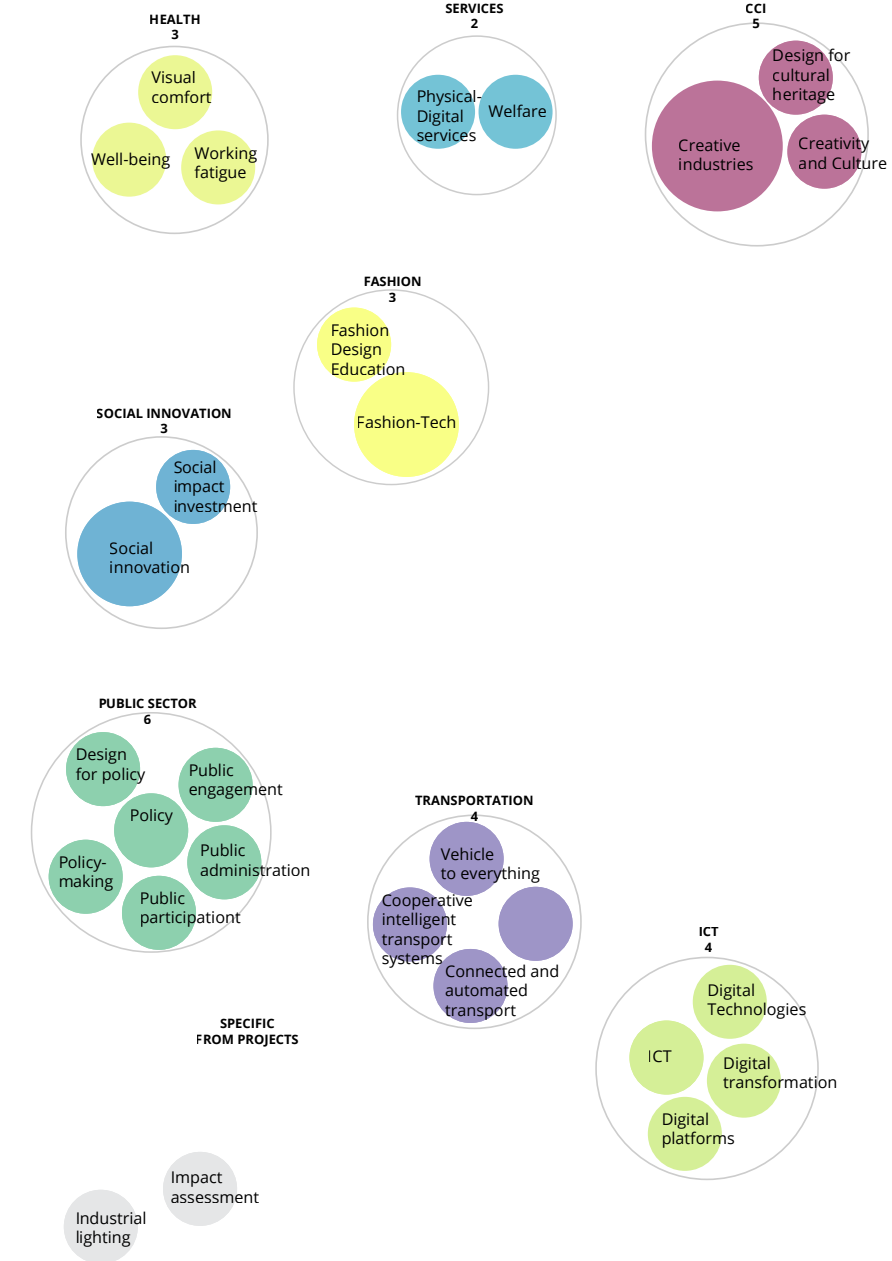 HEALTH
3
Visual
comfort
Well-being
Working
fatigue
SERVICES
2
Physical-
Digital
services
Welfare
CCI
5
Design for
cultural
heritage
Creative
industries
Creativity
and Culture
FASHION
3
Fashion
Design
Education
Fashion-Tech
SOCIAL INNOVATION
3
Social
impact
investment
Social
innovation
PUBLIC SECTOR
6
Design
for policy
Public
engagement
Policy
Public
administration
Policy-
making
Public
participationt
TRANSPORTATION
4
Vehicle
to everything
Cooperative
intelligent
transport
systems
Connected and
automated
transport
ICT
4
Digital
Technologies
ICT
Digital
transformation
Digital
platforms
SPECIFIC
FROM PROJECTS
Impact
assessment
Industrial
lighting